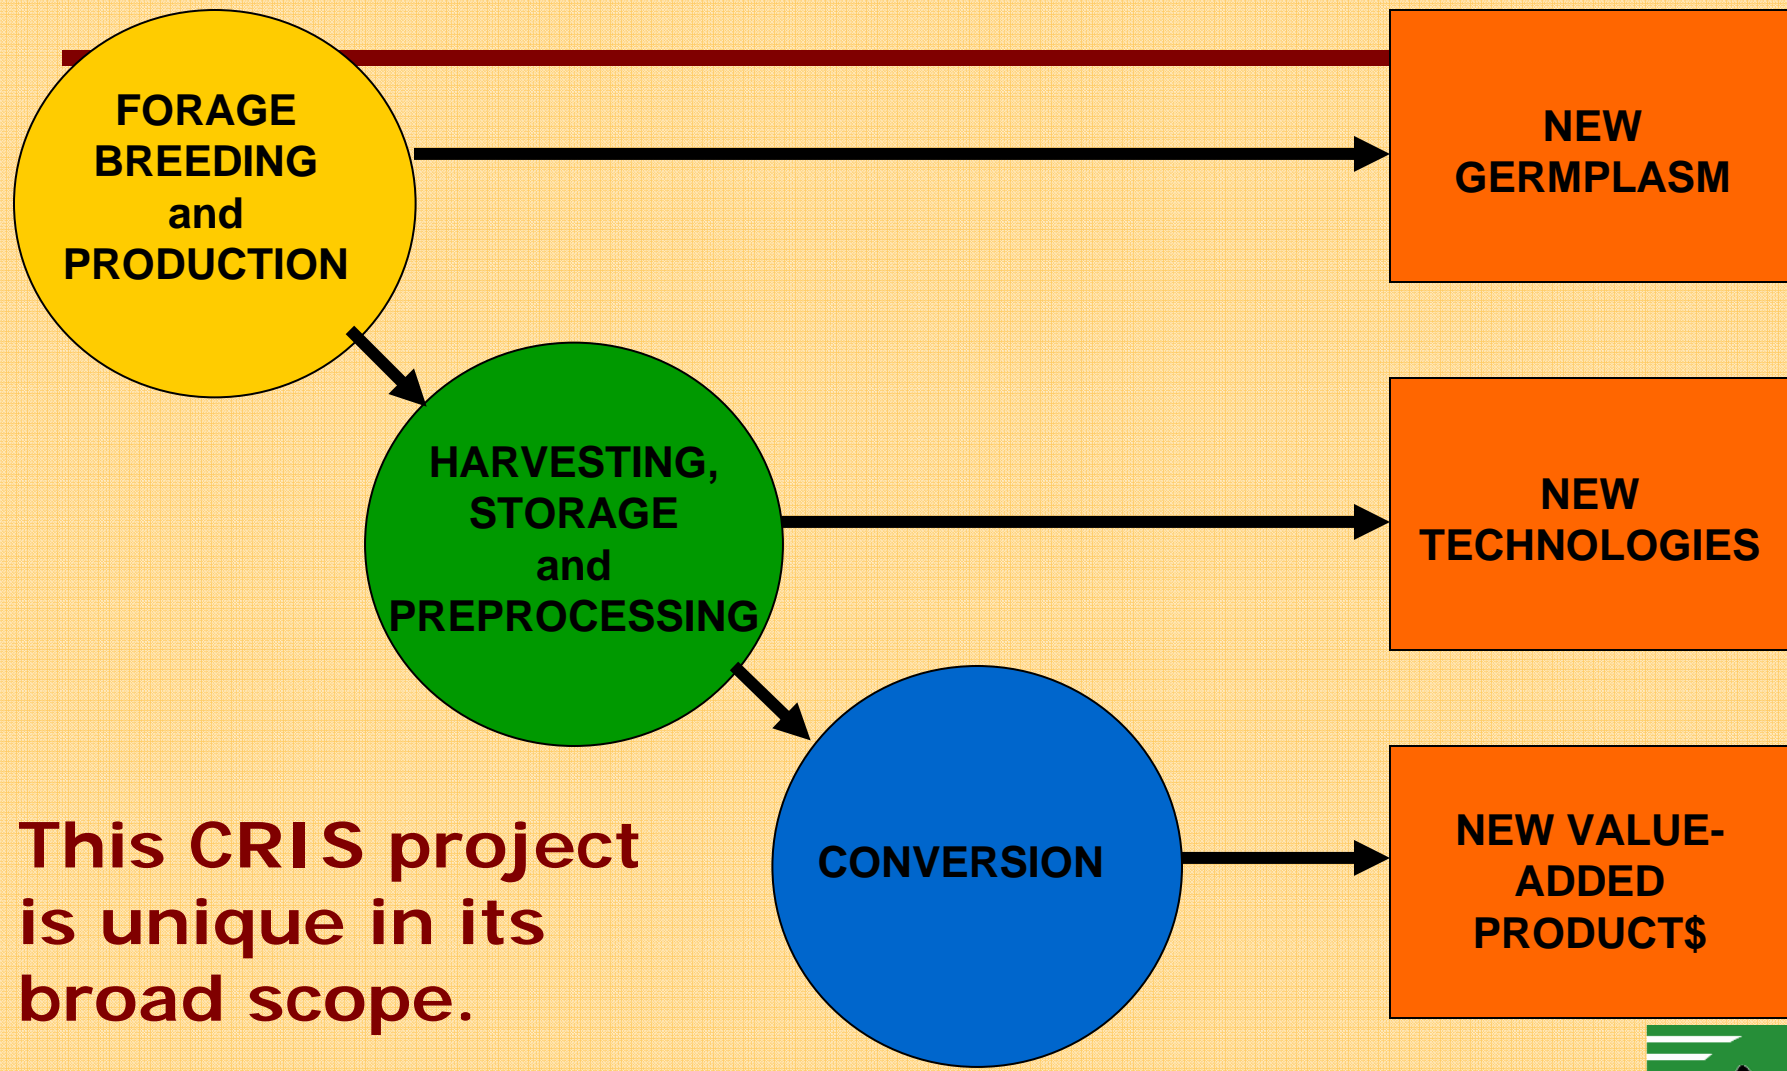 FORAGE
BREEDING
and
PRODUCTION
NEW
GERMPLASM
HARVESTING,
STORAGE
and
PREPROCESSING
NEW
TECHNOLOGIES
CONVERSION
NEW VALUE-
ADDED
PRODUCT$
This CRIS project
is unique in its
broad scope.